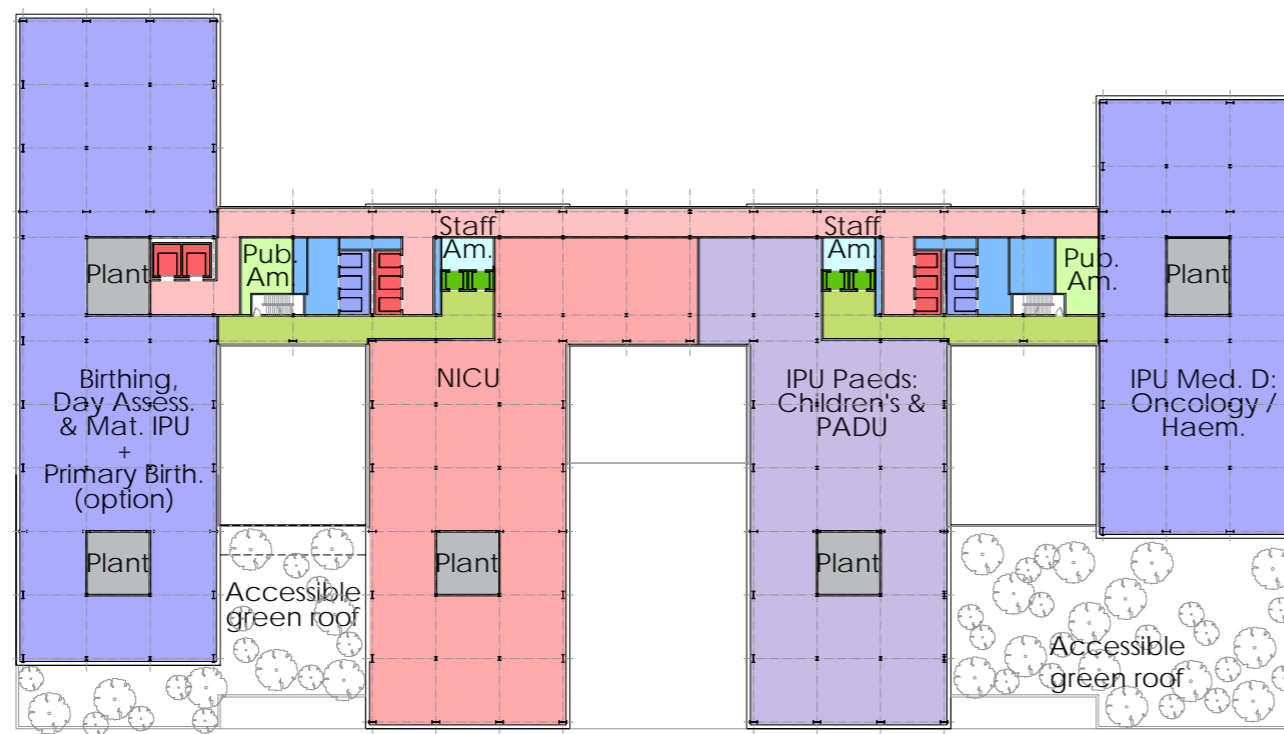 Staff
Am.
Staff
Am.
Plant
Pub.
Am.
Pub.
Am.
Plant
Birthing,
Day Assess.
& Mat. IPU
+
Primary Birth.
(option)
NICU
IPU Paeds:
Children's &
PADU
IPU Med. D:
Oncology /
Haem.
Plant
Plant
Plant
Accessible
green roof
Accessible
green roof